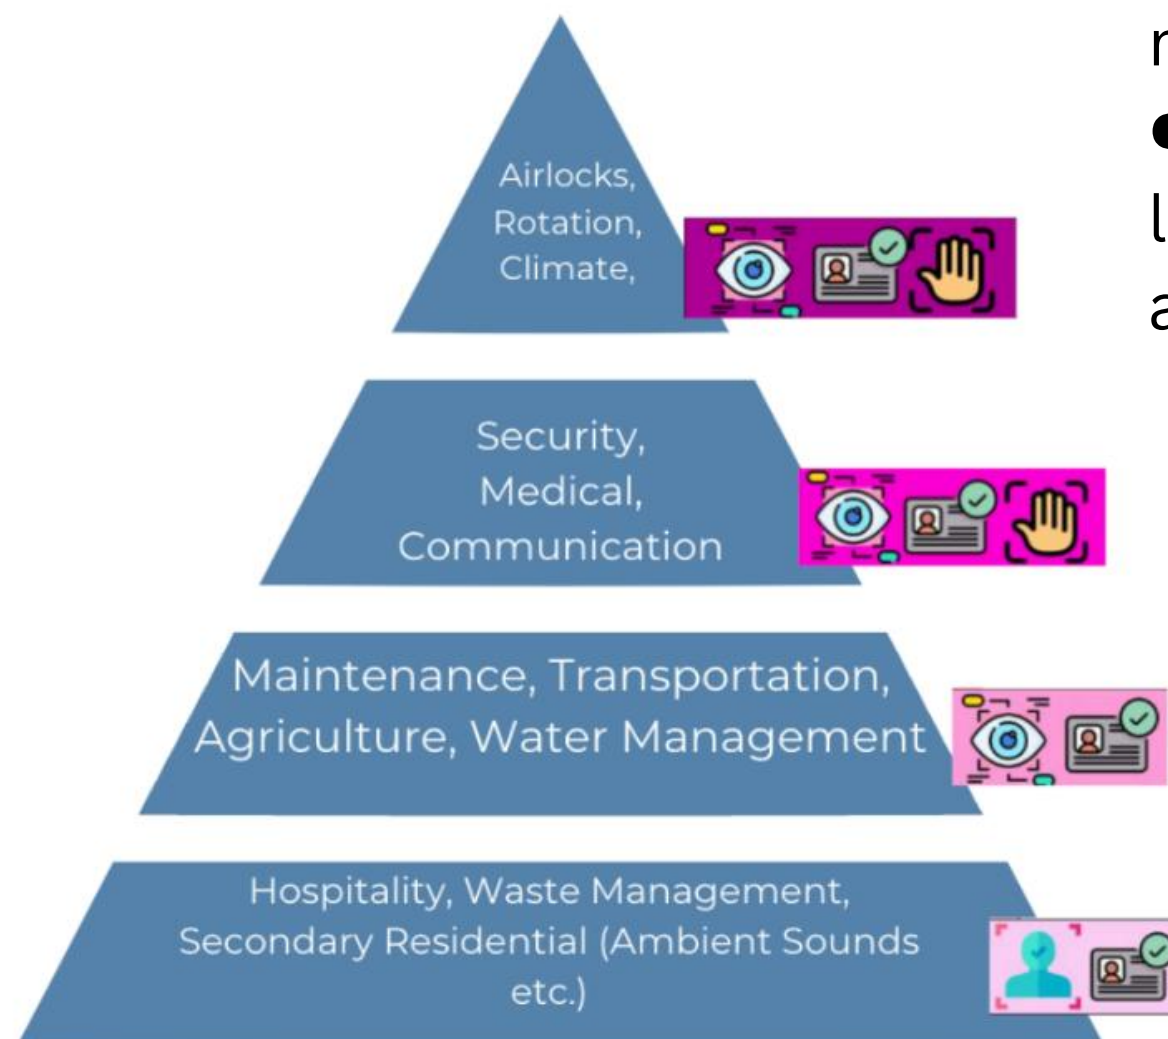 Airlocks,
Rotation,
Climate,
Security,
Medical,
Communication
Maintenance, Transportation,
Agriculture, Water Management
Hospitality, Waste Management,
Secondary Residential (Ambient Sounds
etc.)